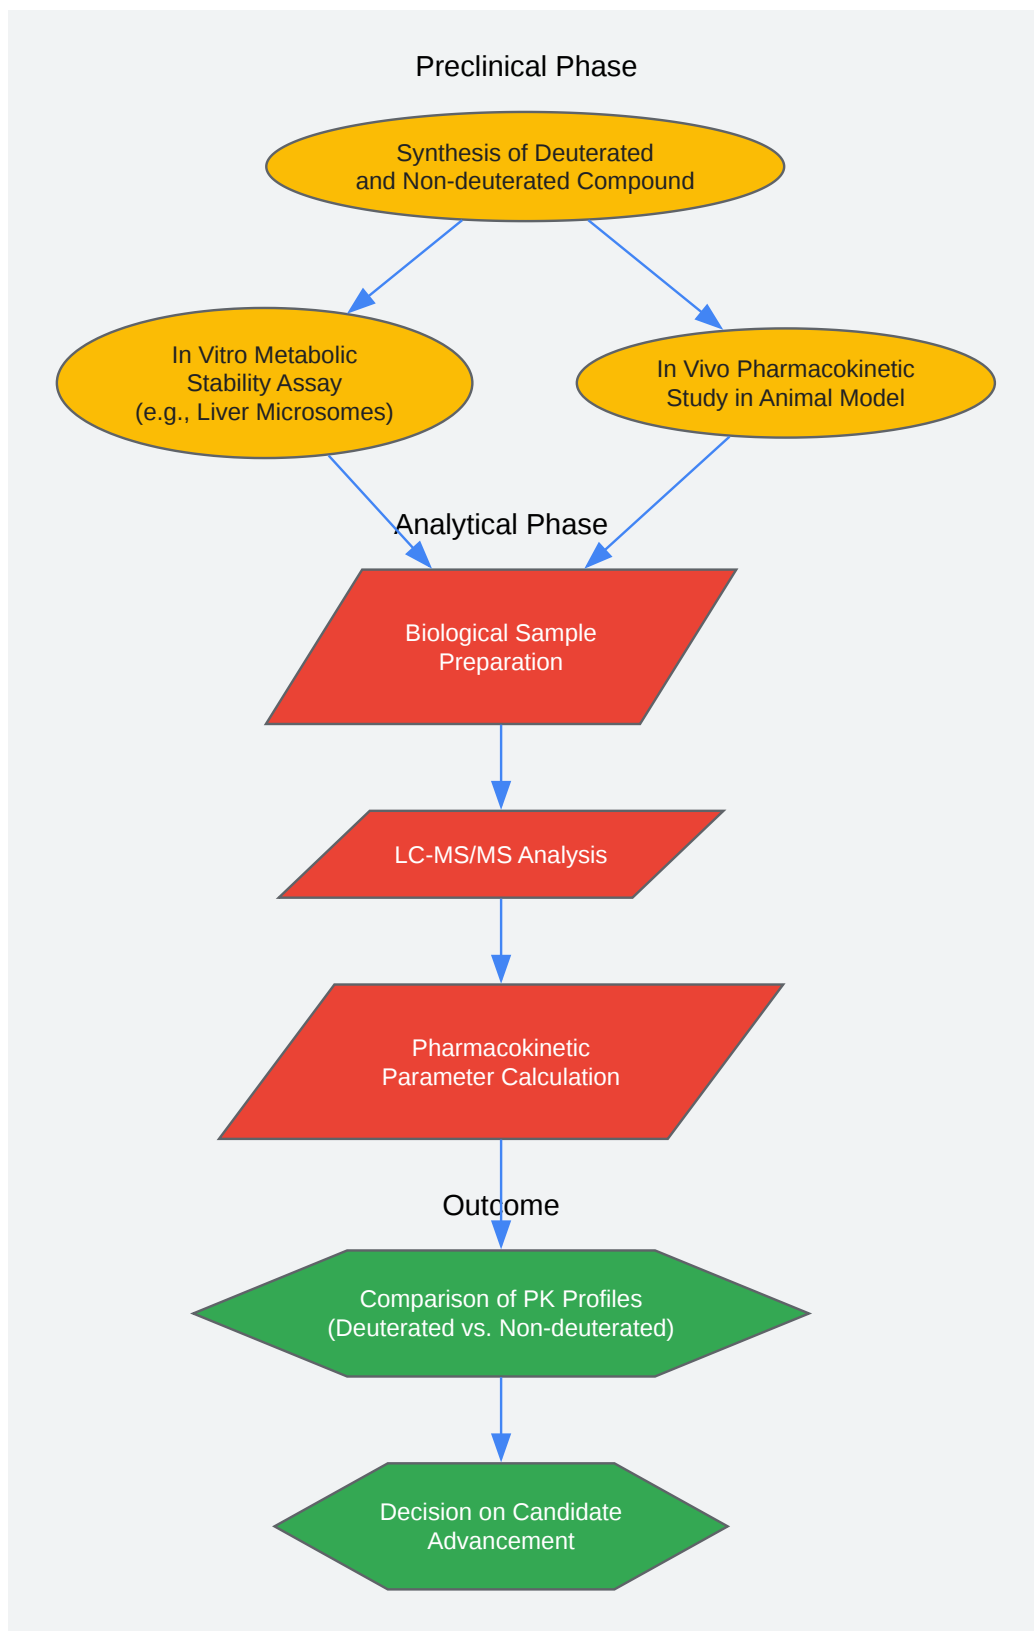 Preclinical Phase
Synthesis of Deuterated
and Non-deuterated Compound
In Vitro Metabolic
Stability Assay
(e.g., Liver Microsomes)
In Vivo Pharmacokinetic
Study in Animal Model
Analytical Phase
Biological Sample
Preparation
LC-MS/MS Analysis
Pharmacokinetic
Parameter Calculation
Outcome
Comparison of PK Profiles
(Deuterated vs. Non-deuterated)
Decision on Candidate
Advancement